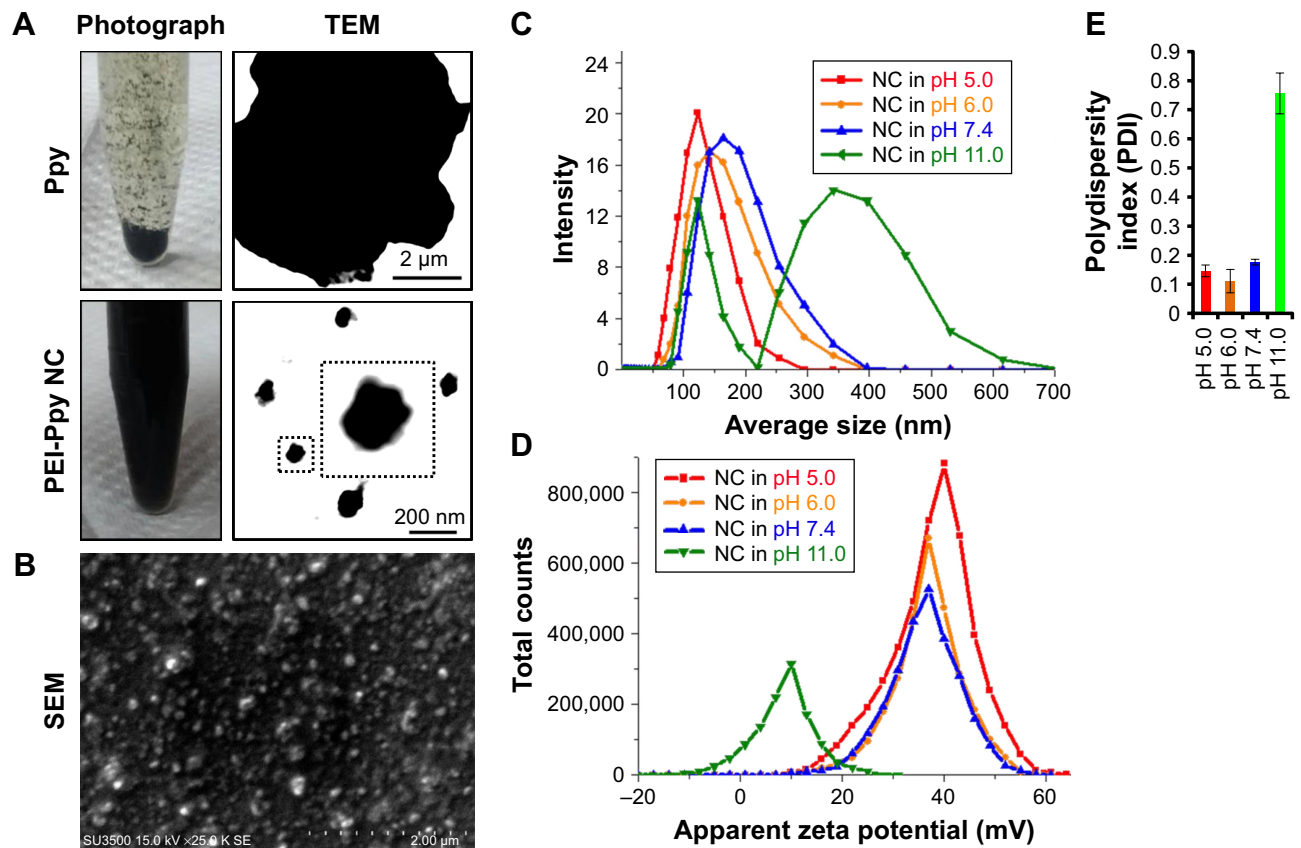 A
Photograph
TEM
Ppy
2 μm
PEI-Ppy NC
200 nm
B
SEM
SU3500 15.0 kV ×25.0 K SE
2.00 μm
C
Intensity
24
20
16
12
8
4
0
NC in pH 5.0
NC in pH 6.0
NC in pH 7.4
NC in pH 11.0
100 200 300 400 500 600 700
Average size (nm)
D
Total counts
800,000
600,000
400,000
200,000
0
NC in pH 5.0
NC in pH 6.0
NC in pH 7.4
NC in pH 11.0
–20 0 20 40 60
Apparent zeta potential (mV)
E
Polydispersity
index (PDI)
0.9
0.8
0.7
0.6
0.5
0.4
0.3
0.2
0.1
0
pH 5.0
pH 6.0
pH 7.4
pH 11.0